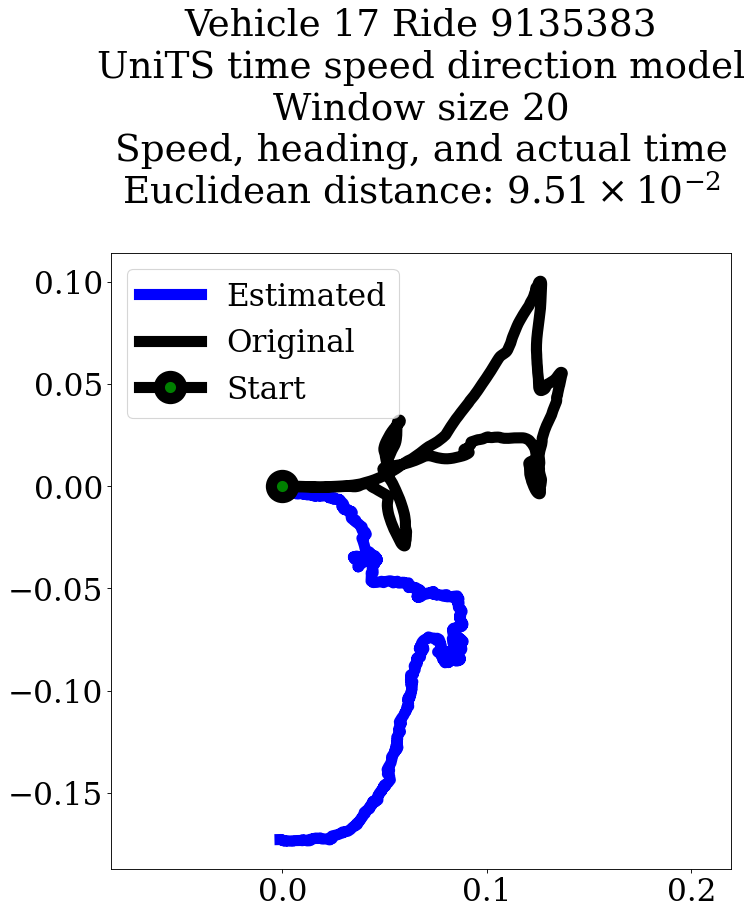 Vehicle 17 Ride 9135383
UniTS time speed direction model
Window size 20
Speed, heading, and actual time
Euclidean distance: 9.51 × 10⁻²
Estimated
Original
Start
0.10
0.05
0.00
−0.05
−0.10
−0.15
0.0 0.1 0.2